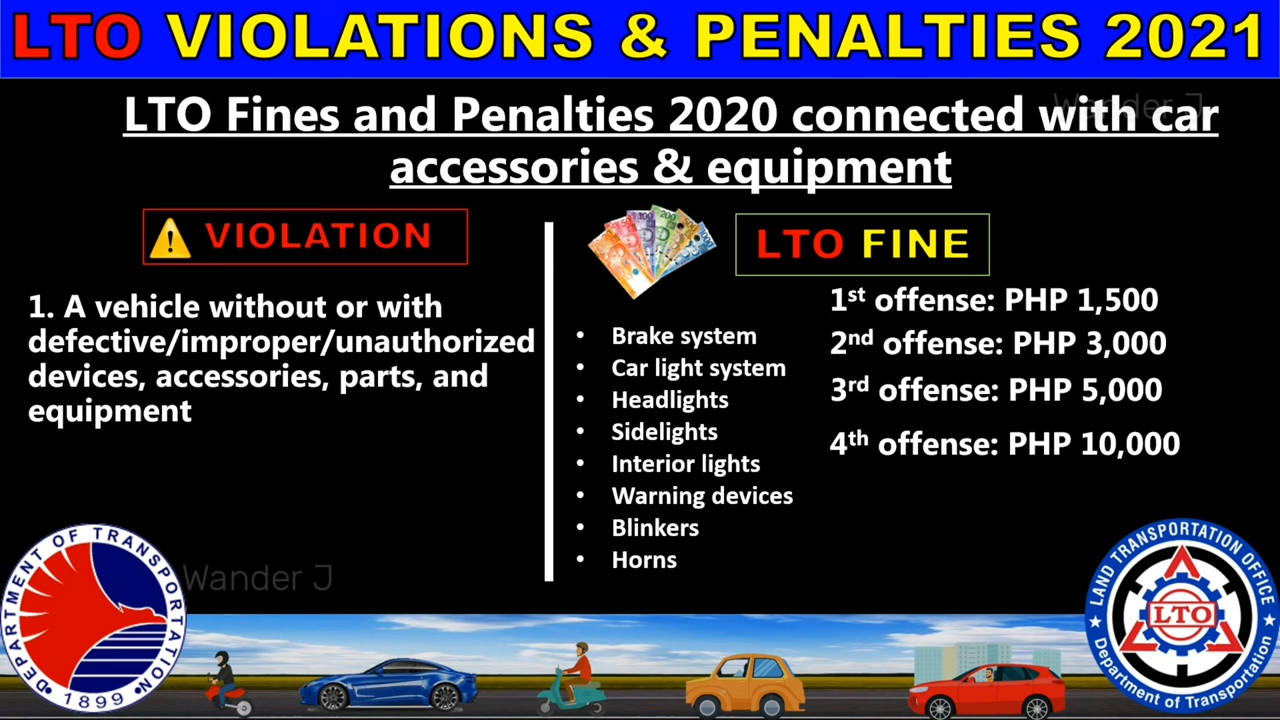 LTO VIOLATIONS & PENALTIES 2021
LTO Fines and Penalties 2020 connected with car
accessories & equipment
Wander J
VIOLATION
LTO FINE
1. A vehicle without or with
defective/improper/unauthorized
devices, accessories, parts, and
equipment
• Brake system
• Car light system
• Headlights
• Sidelights
• Interior lights
• Warning devices
• Blinkers
• Horns
1st offense: PHP 1,500
2nd offense: PHP 3,000
3rd offense: PHP 5,000
4th offense: PHP 10,000
DEPARTMENT OF TRANSPORTATION
1899
Wander J
LAND TRANSPORTATION OFFICE
LTO
Department of Transportation